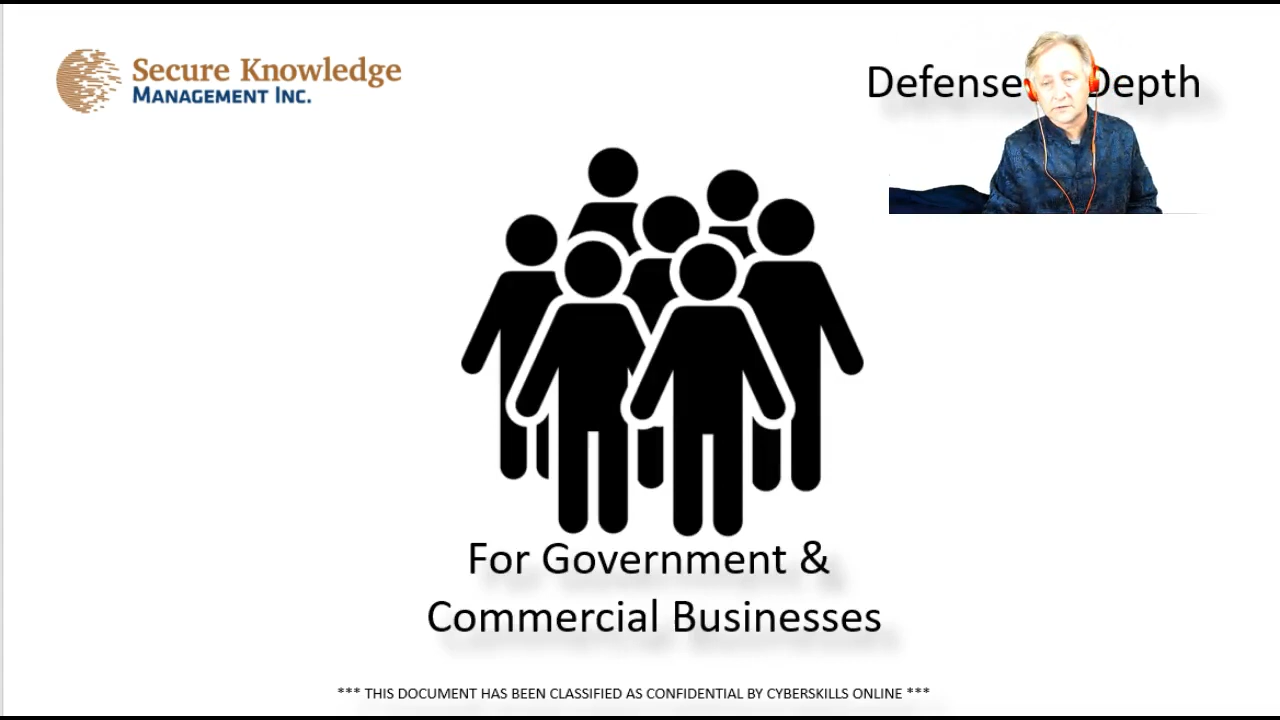 Secure Knowledge
MANAGEMENT INC.
Defense Depth
For Government &
Commercial Businesses
*** THIS DOCUMENT HAS BEEN CLASSIFIED AS CONFIDENTIAL BY CYBERSKILLS ONLINE ***